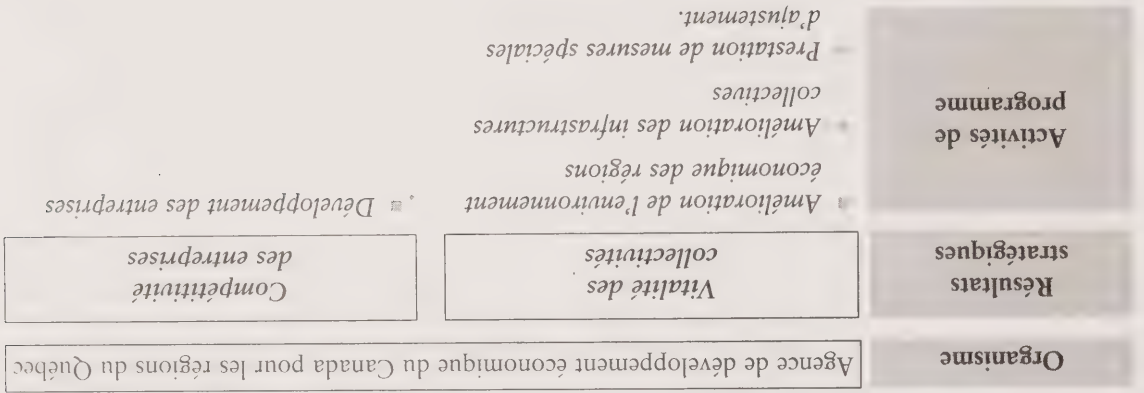 Organisme
Agence de développement économique du Canada pour les régions du Québec
Résultats
stratégiques
Vitalité des
collectivités
Compétitivité
des entreprises
Activités de
programme
Amélioration de l'environnement
économique des régions
Amélioration des infrastructures
collectives
Prestation de mesures spéciales
d'ajustement.
Développement des entreprises